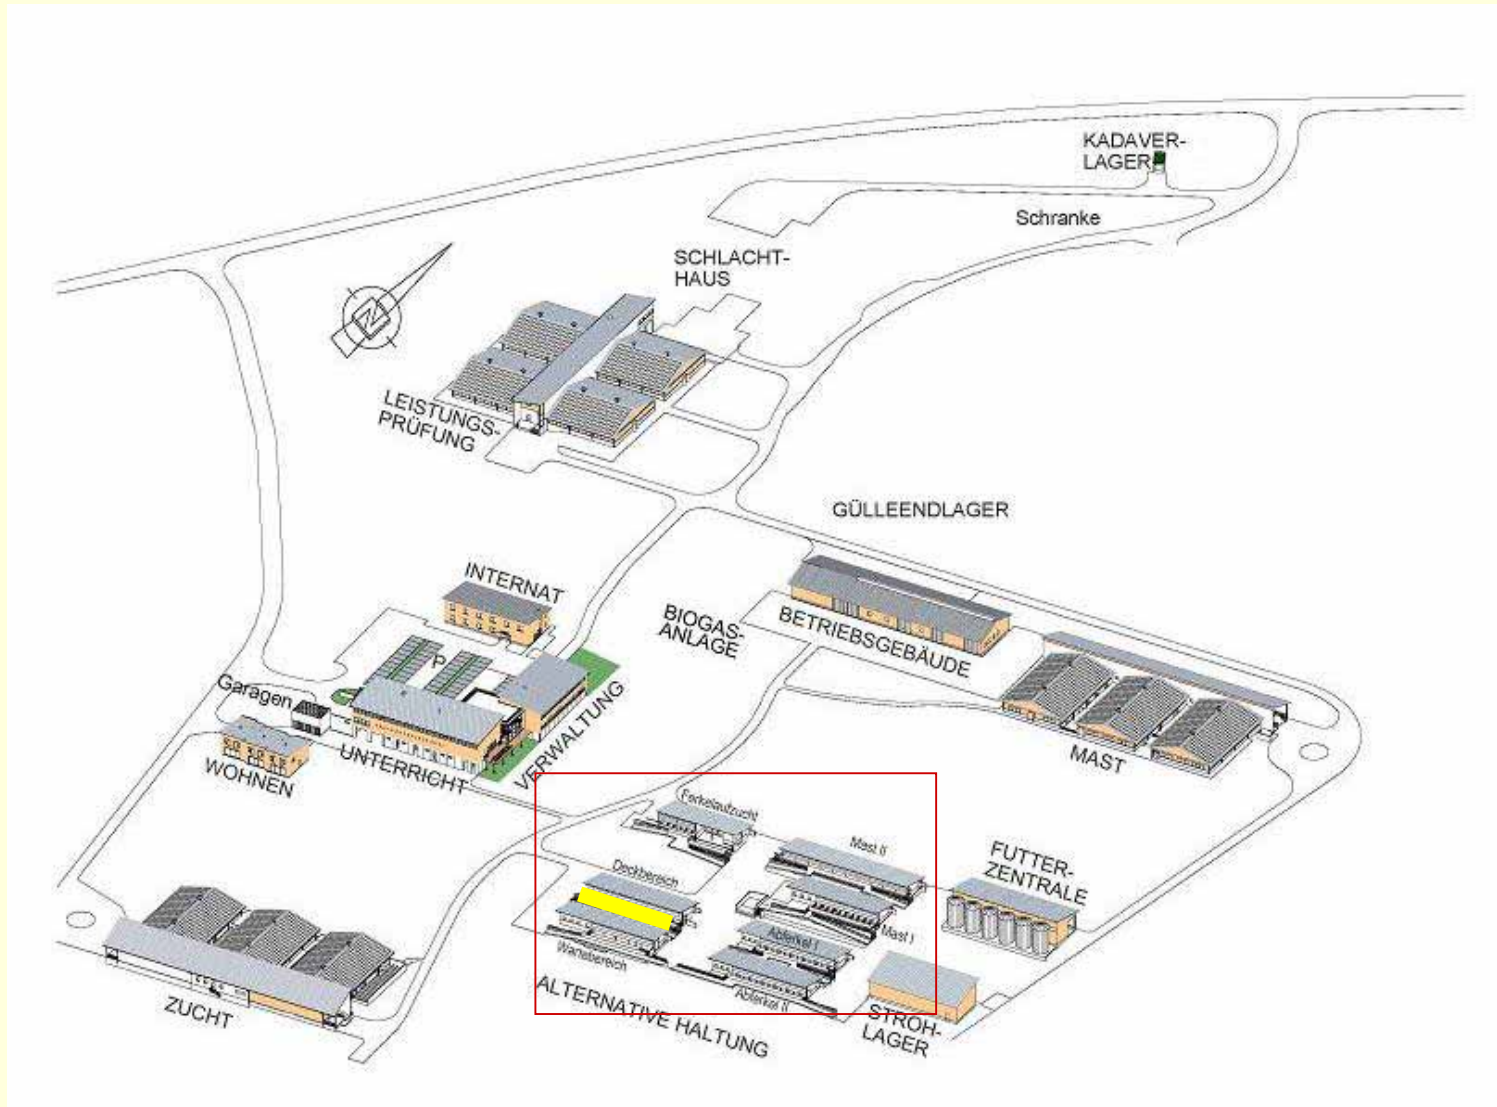 KADAVER-
LAGER
Schranke
SCHLACHT-
HAUS
N
LEISTUNGS-
PRÜFUNG
GÜLLEENDLAGER
INTERNAT
BIOGAS-
ANLAGE
BETRIEBSGEBÄUDE
P
Garagen
VERWALTUNG
UNTERRICHT
WOHNEN
MAST
Ferkelaufzucht
Mast II
FUTTER-
ZENTRALE
Deckbereich
Mast I
Abferkel I
Wartebereich
Abferkel II
ALTERNATIVE HALTUNG
STROH-
LAGER
ZUCHT